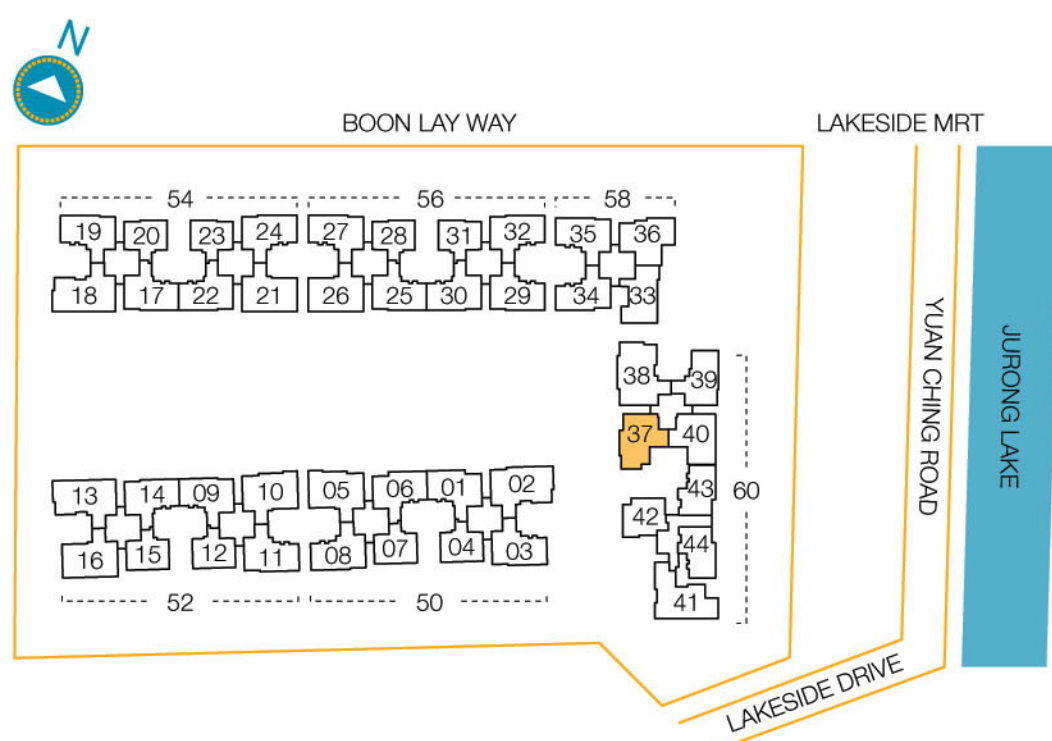 N
BOON LAY WAY
LAKESIDE MRT
54
56
58
19 20 23 24 27 28 31 32 35 36
18 17 22 21 26 25 30 29 34 33
38 39
37 40
60
43
42
44
41
13 14 09 10 05 06 01 02
16 15 12 11 08 07 04 03
52
50
YUAN CHING ROAD
JURONG LAKE
LAKESIDE DRIVE